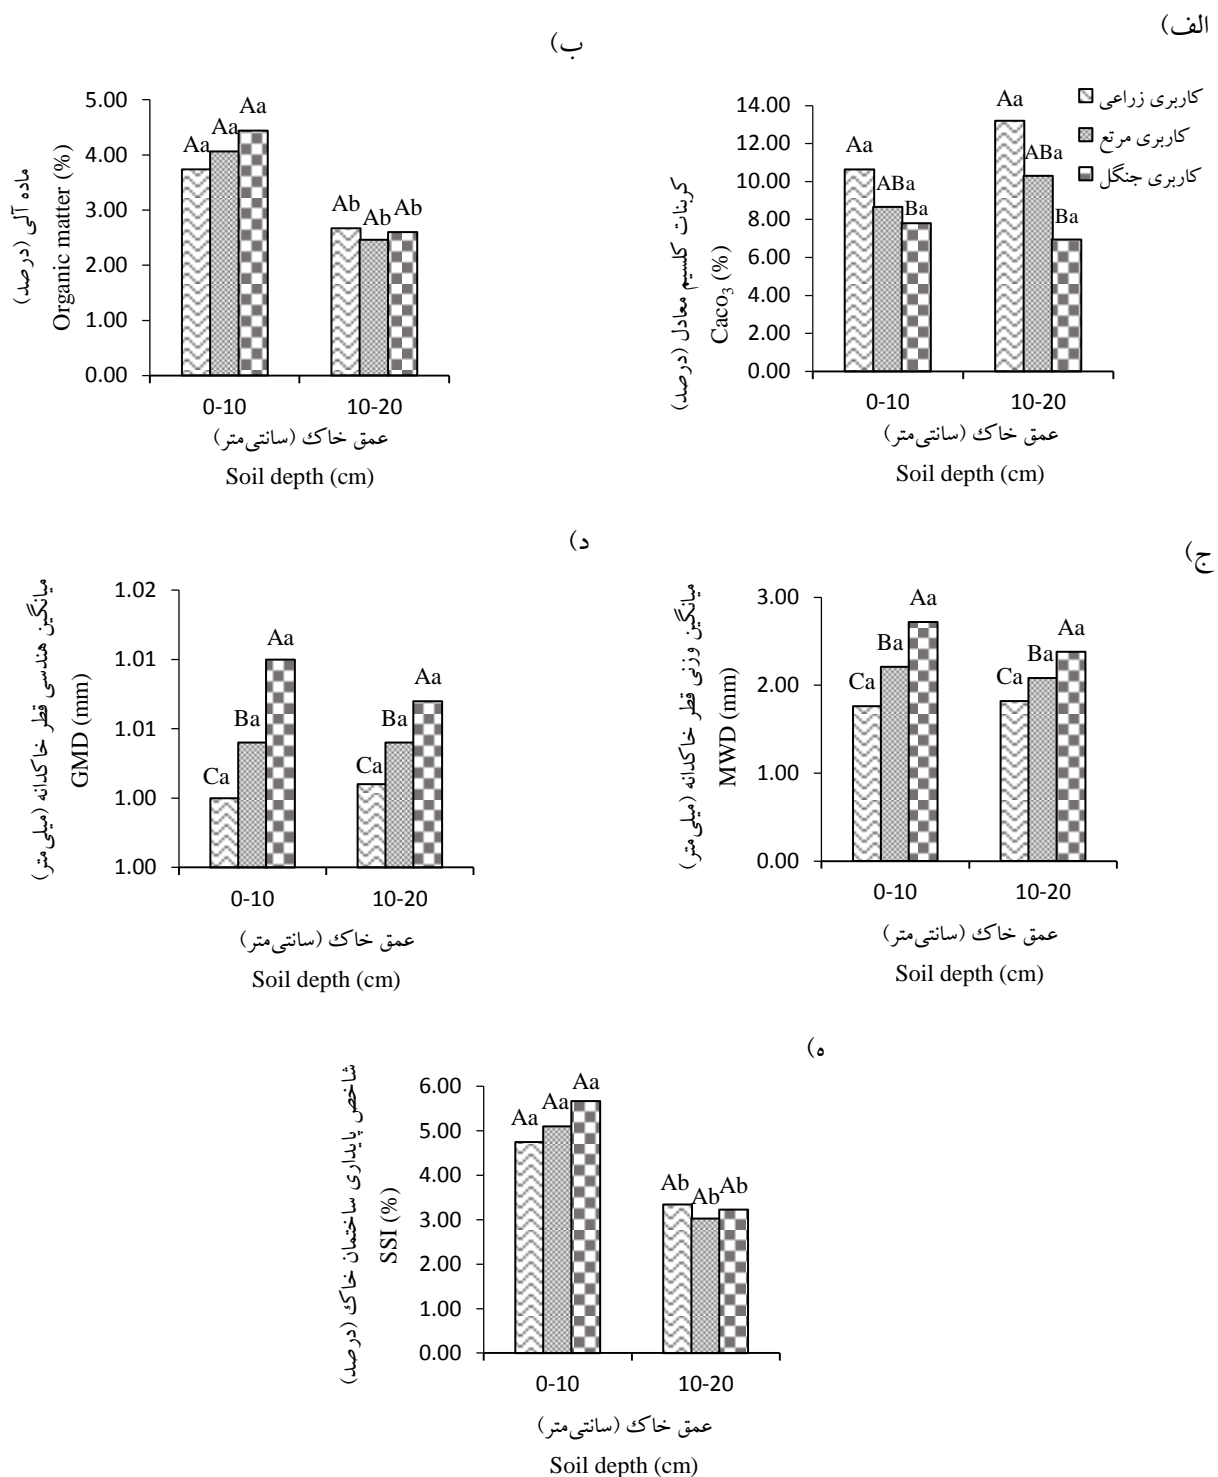 الف)
کاربری زراعی
کاربری مرتع
کاربری جنگل
کربنات کلسیم معادل (درصد)
Caco₃ (%)
14.00
12.00
10.00
8.00
6.00
4.00
2.00
0.00
Aa
ABa
Ba
Aa
ABa
Ba
0-10
10-20
عمق خاک (سانتی‌متر)
Soil depth (cm)
ب)
ماده آلی (درصد)
Organic matter (%)
5.00
4.00
3.00
2.00
1.00
0.00
Aa
Aa
Aa
Ab
Ab
Ab
0-10
10-20
عمق خاک (سانتی‌متر)
Soil depth (cm)
ج)
میانگین وزنی قطر خاکدانه (میلی‌متر)
MWD (mm)
3.00
2.00
1.00
0.00
Ca
Ba
Aa
Ca
Ba
Aa
0-10
10-20
عمق خاک (سانتی‌متر)
Soil depth (cm)
د)
میانگین هندسی قطر خاکدانه (میلی‌متر)
GMD (mm)
1.02
1.01
1.01
1.00
1.00
Ca
Ba
Aa
Ca
Ba
Aa
0-10
10-20
عمق خاک (سانتی‌متر)
Soil depth (cm)
ه)
شاخص پایداری ساختمان خاک (درصد)
SSI (%)
6.00
5.00
4.00
3.00
2.00
1.00
0.00
Aa
Aa
Aa
Ab
Ab
Ab
0-10
10-20
عمق خاک (سانتی‌متر)
Soil depth (cm)